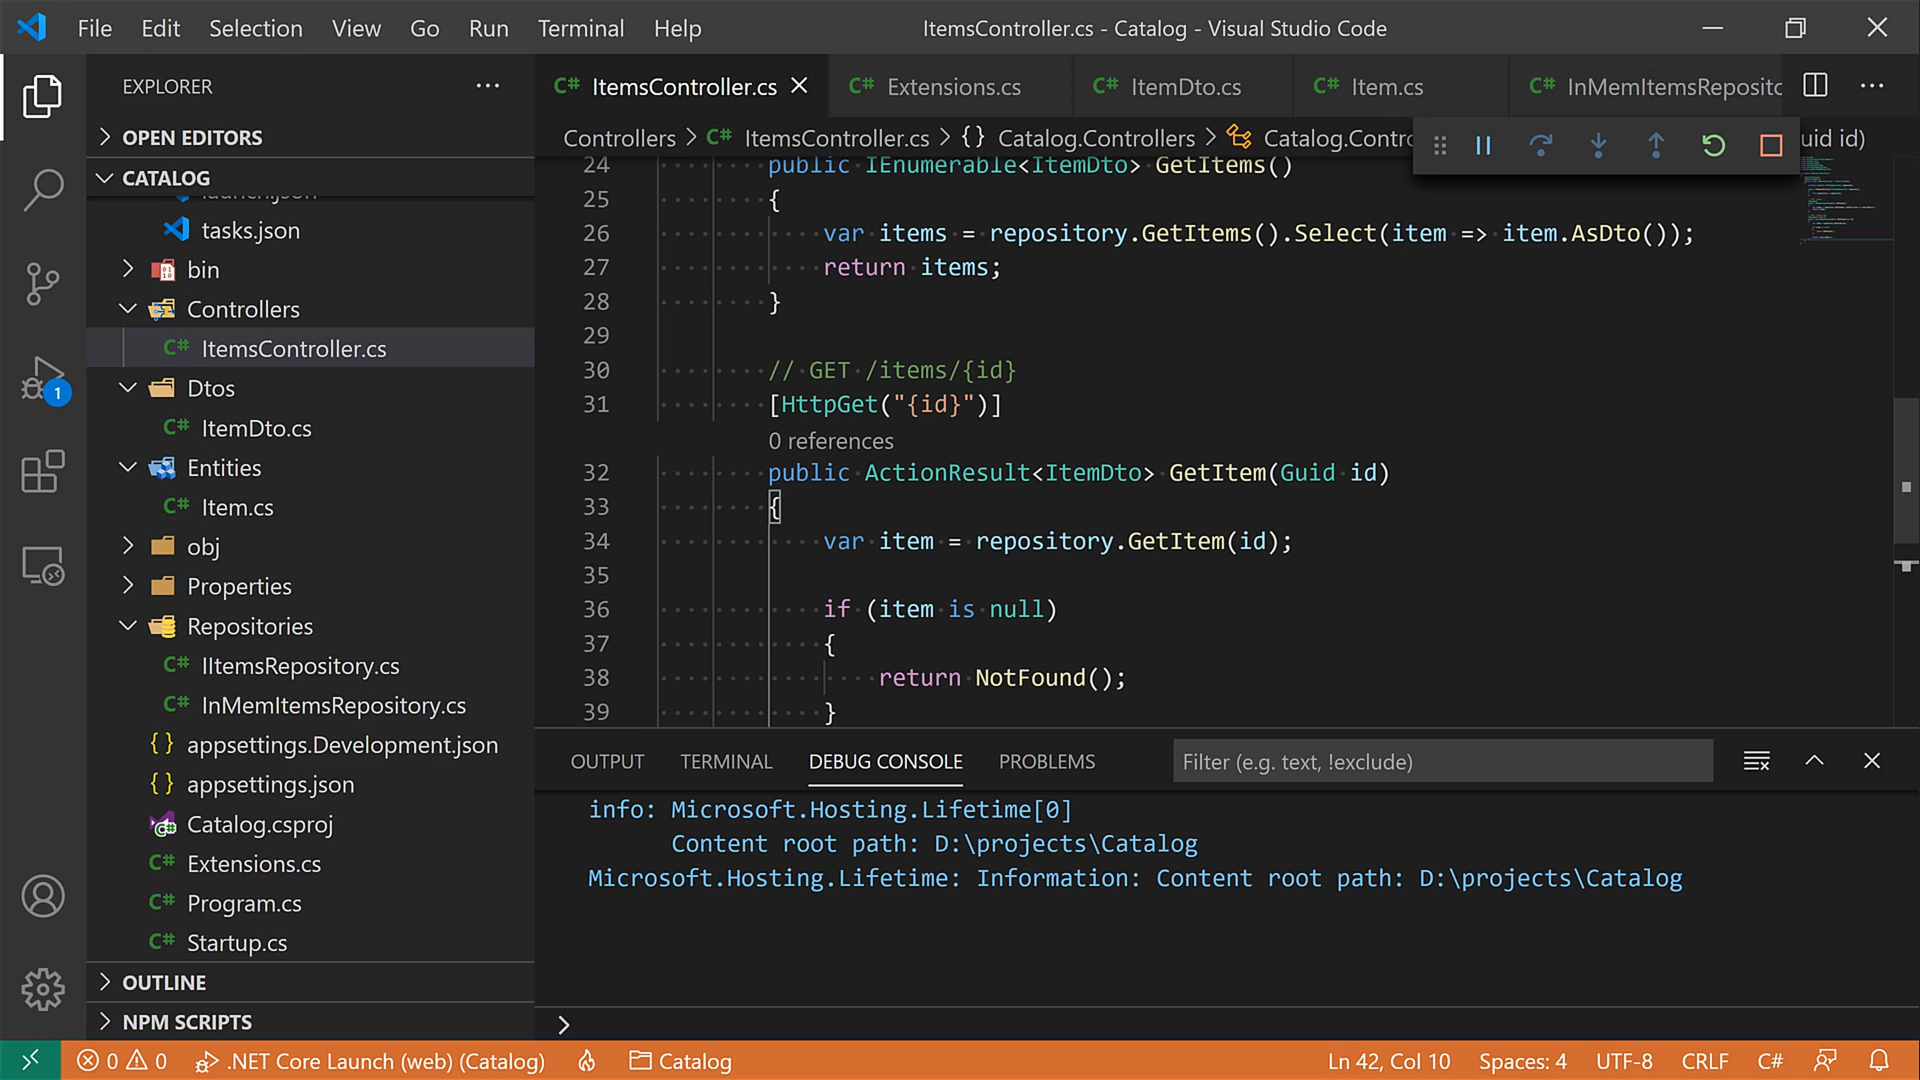 File Edit Selection View Go Run Terminal Help
ItemsController.cs - Catalog - Visual Studio Code
EXPLORER
OPEN EDITORS
CATALOG
launch.json
tasks.json
bin
Controllers
C# ItemsController.cs
Dtos
C# ItemDto.cs
Entities
C# Item.cs
obj
Properties
Repositories
C# IItemsRepository.cs
C# InMemItemsRepository.cs
{} appsettings.Development.json
{} appsettings.json
Catalog.csproj
C# Extensions.cs
C# Program.cs
C# Startup.cs
OUTLINE
NPM SCRIPTS
1
C# ItemsController.cs
C# Extensions.cs
C# ItemDto.cs
C# Item.cs
C# InMemItemsReposito
Controllers > C# ItemsController.cs > {} Catalog.Controllers > Catalog.Contro
uid id)
24 public IEnumerable<ItemDto> GetItems()
25 {
26 var items = repository.GetItems().Select(item => item.AsDto());
27 return items;
28 }
29
30 // GET /items/{id}
31 [HttpGet("{id}")]
0 references
32 public ActionResult<ItemDto> GetItem(Guid id)
33 {
34 var item = repository.GetItem(id);
35
36 if (item is null)
37 {
38 return NotFound();
39 }
OUTPUT TERMINAL DEBUG CONSOLE PROBLEMS
Filter (e.g. text, !exclude)
info: Microsoft.Hosting.Lifetime[0]
Content root path: D:\projects\Catalog
Microsoft.Hosting.Lifetime: Information: Content root path: D:\projects\Catalog
0 0 .NET Core Launch (web) (Catalog) Catalog
Ln 42, Col 10 Spaces: 4 UTF-8 CRLF C#